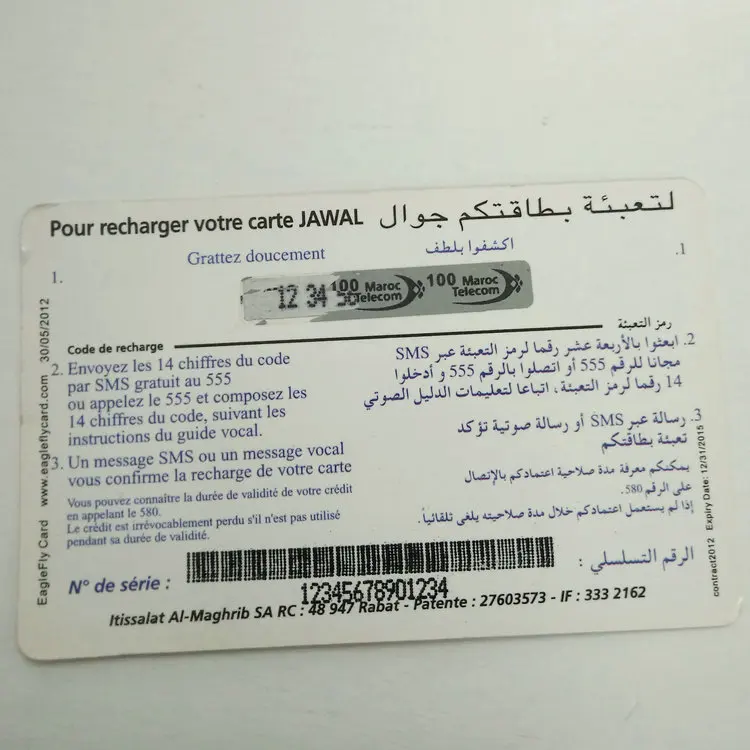 Pour recharger votre carte JAWAL
لتعبئة بطاقتكم جوال
1.
Grattez doucement
اكشفوا بلطف
1.
12 34 56
100 Maroc Telecom
100 Maroc Telecom
Code de recharge
رمز التعبئة
2. Envoyez les 14 chiffres du code
par SMS gratuit au 555
ou appelez le 555 et composez les
14 chiffres du code, suivant les
instructions du guide vocal.
2. ابعثوا بالأربعة عشر رقما لرمز التعبئة عبر SMS
مجانا للرقم 555 أو اتصلوا بالرقم 555 و أدخلوا
14 رقما لرمز التعبئة، اتباعا لتعليمات الدليل الصوتي
3. Un message SMS ou un message vocal
vous confirme la recharge de votre carte
3. رسالة عبر SMS أو رسالة صوتية تؤكد
تعبئة بطاقتكم
Vous pouvez connaître la durée de validité de votre crédit
en appelant le 580.
Le crédit est irrévocablement perdu s'il n'est pas utilisé
pendant sa durée de validité.
يمكنكم معرفة مدة صلاحية اعتمادكم بالإتصال
على الرقم 580.
إذا لم يستعمل اعتمادكم خلال مدة صلاحيته يلغى تلقائياً.
N° de série :
الرقم التسلسلي :
12345678901234
Itissalat Al-Maghrib SA RC : 48 947 Rabat - Patente : 27603573 - IF : 333 2162
EagleFly Card www.eagleflycard.com 30/05/2012
contract2012 Expiry Date: 12/31/2015